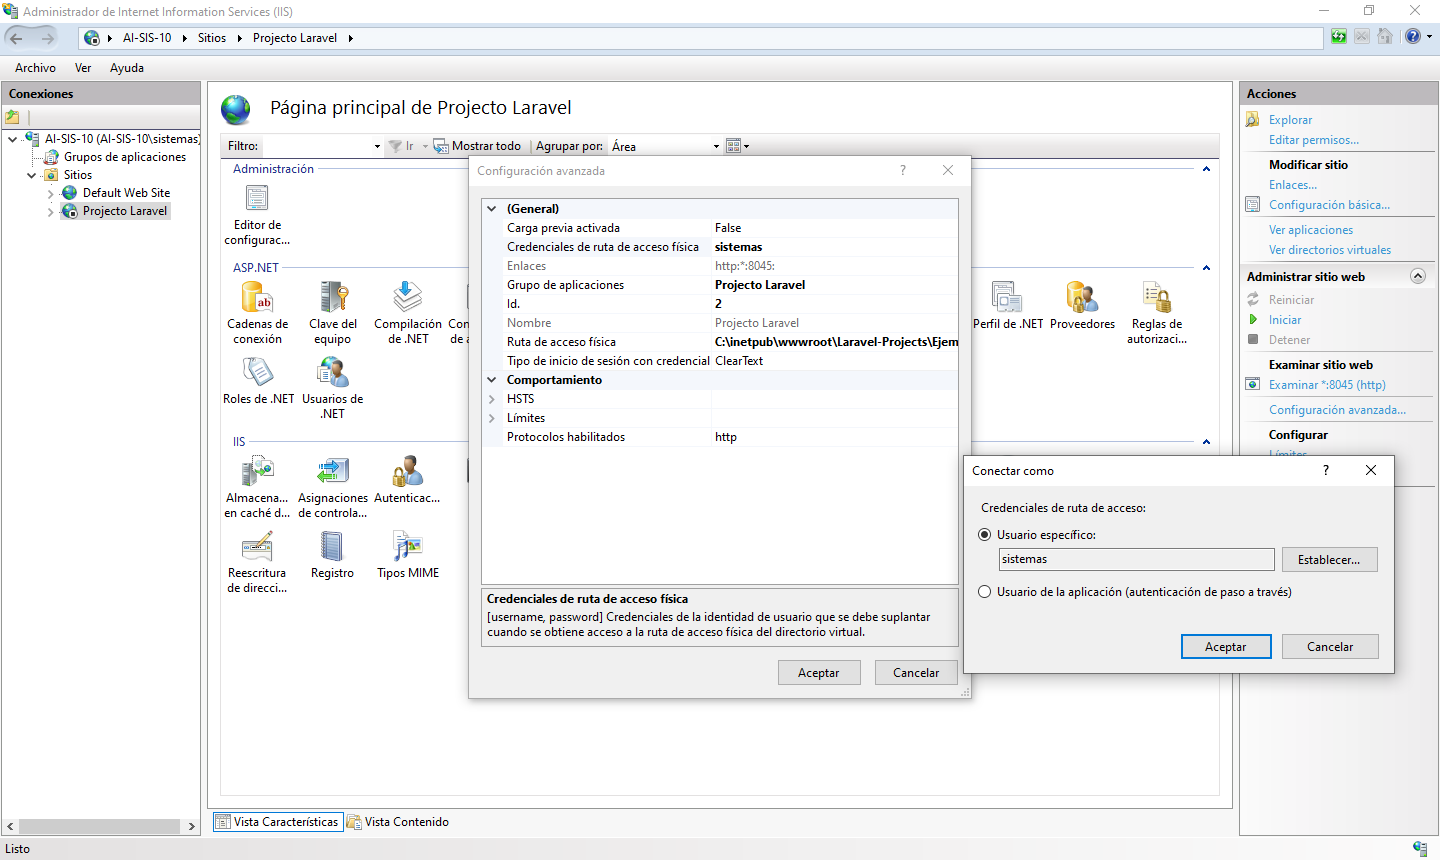 Administrador de Internet Information Services (IIS)
AI-SIS-10
Sitios
Projecto Laravel
Archivo
Ver
Ayuda
Conexiones
AI-SIS-10 (AI-SIS-10\sistemas)
Grupos de aplicaciones
Sitios
Default Web Site
Projecto Laravel
Página principal de Projecto Laravel
Filtro:
Ir
Mostrar todo
Agrupar por:
Área
Administración
Editor de
configurac...
ASP.NET
Cadenas de
conexión
Clave del
equipo
Compilación
de .NET
Perfil de .NET
Proveedores
Reglas de
autorizaci...
Roles de .NET
Usuarios de
.NET
IIS
Almacena...
en caché d...
Asignaciones
de controla...
Autenticac...
Reescritura
de direcci...
Registro
Tipos MIME
Vista Características
Vista Contenido
Listo
Configuración avanzada
?
(General)
Carga previa activada
False
Credenciales de ruta de acceso física
sistemas
Enlaces
http:*:8045:
Grupo de aplicaciones
Projecto Laravel
Id.
2
Nombre
Projecto Laravel
Ruta de acceso física
C:\inetpub\wwwroot\Laravel-Projects\Ejem
Tipo de inicio de sesión con credencial
ClearText
Comportamiento
HSTS
Límites
Protocolos habilitados
http
Credenciales de ruta de acceso física
[username, password] Credenciales de la identidad de usuario que se debe suplantar
cuando se obtiene acceso a la ruta de acceso física del directorio virtual.
Aceptar
Cancelar
Conectar como
?
Credenciales de ruta de acceso:
Usuario específico:
sistemas
Establecer...
Usuario de la aplicación (autenticación de paso a través)
Aceptar
Cancelar
Acciones
Explorar
Editar permisos...
Modificar sitio
Enlaces...
Configuración básica...
Ver aplicaciones
Ver directorios virtuales
Administrar sitio web
Reiniciar
Iniciar
Detener
Examinar sitio web
Examinar *:8045 (http)
Configuración avanzada...
Configurar
Límites